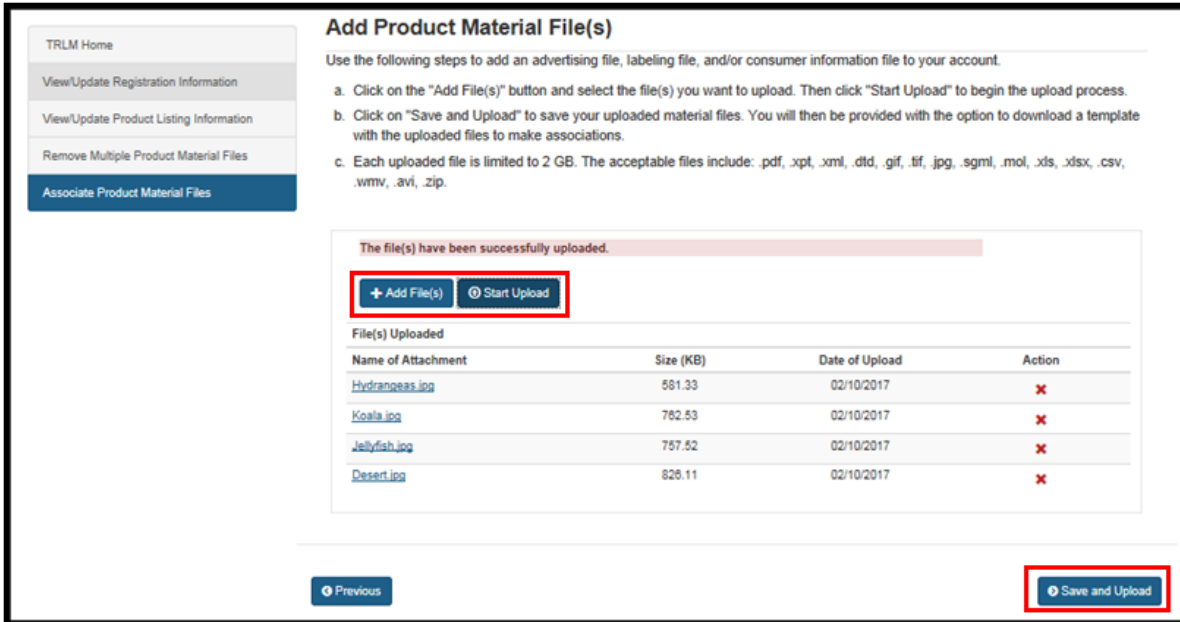 TRLM Home
View/Update Registration Information
View/Update Product Listing Information
Remove Multiple Product Material Files
Associate Product Material Files
Add Product Material File(s)
Use the following steps to add an advertising file, labeling file, and/or consumer information file to your account.
a. Click on the "Add File(s)" button and select the file(s) you want to upload. Then click "Start Upload" to begin the upload process.
b. Click on "Save and Upload" to save your uploaded material files. You will then be provided with the option to download a template
with the uploaded files to make associations.
c. Each uploaded file is limited to 2 GB. The acceptable files include: .pdf, .xpt, .xml, .dtd, .gif, .tif, .jpg, .sgml, .mol, .xls, .xlsx, .csv,
.wmv, .avi, .zip.
The file(s) have been successfully uploaded.
Add File(s) Start Upload
File(s) Uploaded
Name of Attachment Size (KB) Date of Upload Action
Hydrangeas.jpg 581.33 02/10/2017
Koala.jpg 762.53 02/10/2017
Jellyfish.jpg 757.52 02/10/2017
Desert.jpg 826.11 02/10/2017
Previous Save and Upload